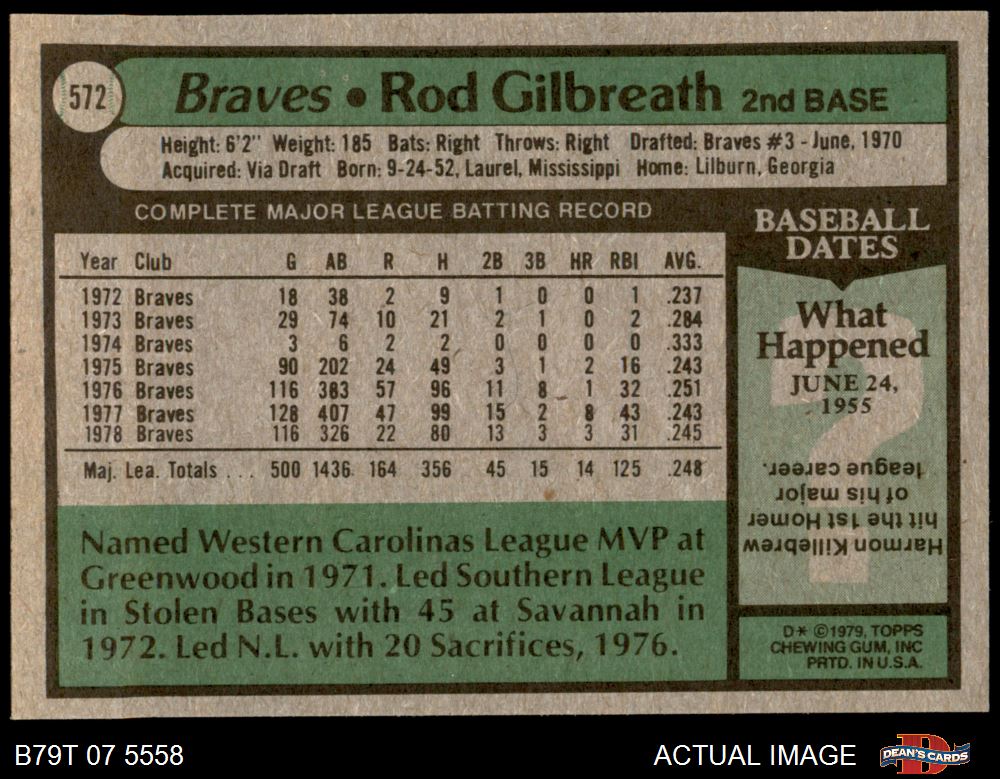 572
Braves • Rod Gilbreath 2nd BASE
Height: 6'2" Weight: 185 Bats: Right Throws: Right Drafted: Braves #3 - June, 1970
Acquired: Via Draft Born: 9-24-52, Laurel, Mississippi Home: Lilburn, Georgia
COMPLETE MAJOR LEAGUE BATTING RECORD
Year Club G AB R H 2B 3B HR RBI AVG.
1972 Braves 18 38 2 9 1 0 0 1 .237
1973 Braves 29 74 10 21 2 1 0 2 .284
1974 Braves 3 6 2 2 0 0 0 0 .333
1975 Braves 90 202 24 49 3 1 2 16 .243
1976 Braves 116 383 57 96 11 8 1 32 .251
1977 Braves 128 407 47 99 15 2 8 43 .243
1978 Braves 116 326 22 80 13 3 3 31 .245
Maj. Lea. Totals . . . 500 1436 164 356 45 15 14 125 .248
Named Western Carolinas League MVP at
Greenwood in 1971. Led Southern League
in Stolen Bases with 45 at Savannah in
1972. Led N.L. with 20 Sacrifices, 1976.
BASEBALL
DATES
What
Happened
JUNE 24,
1955
Harmon Killebrew
hit the 1st Homer
of his major
league career.
D* ©1979, TOPPS
CHEWING GUM, INC
PRTD. IN U.S.A.
B79T 07 5558
ACTUAL IMAGE
DEAN'S CARDS